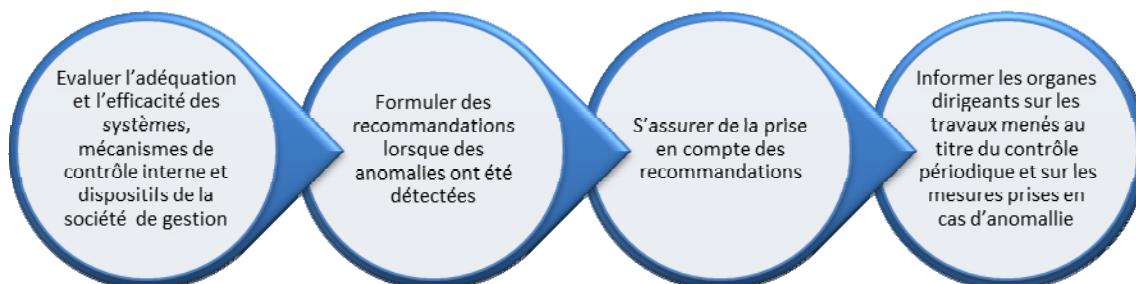 Evaluer l'adéquation
et l'efficacité des
systèmes,
mécanismes de
contrôle interne et
dispositifs de la
société de gestion
Formuler des
recommandations
lorsque des
anomalles ont été
détectées
S'assurer de la prise
en compte des
recommandations
Informer les organes
dirigeants sur les
travaux menés au
titre du contrôle
périodique et sur les
mesures prises en
cas d'anomallie